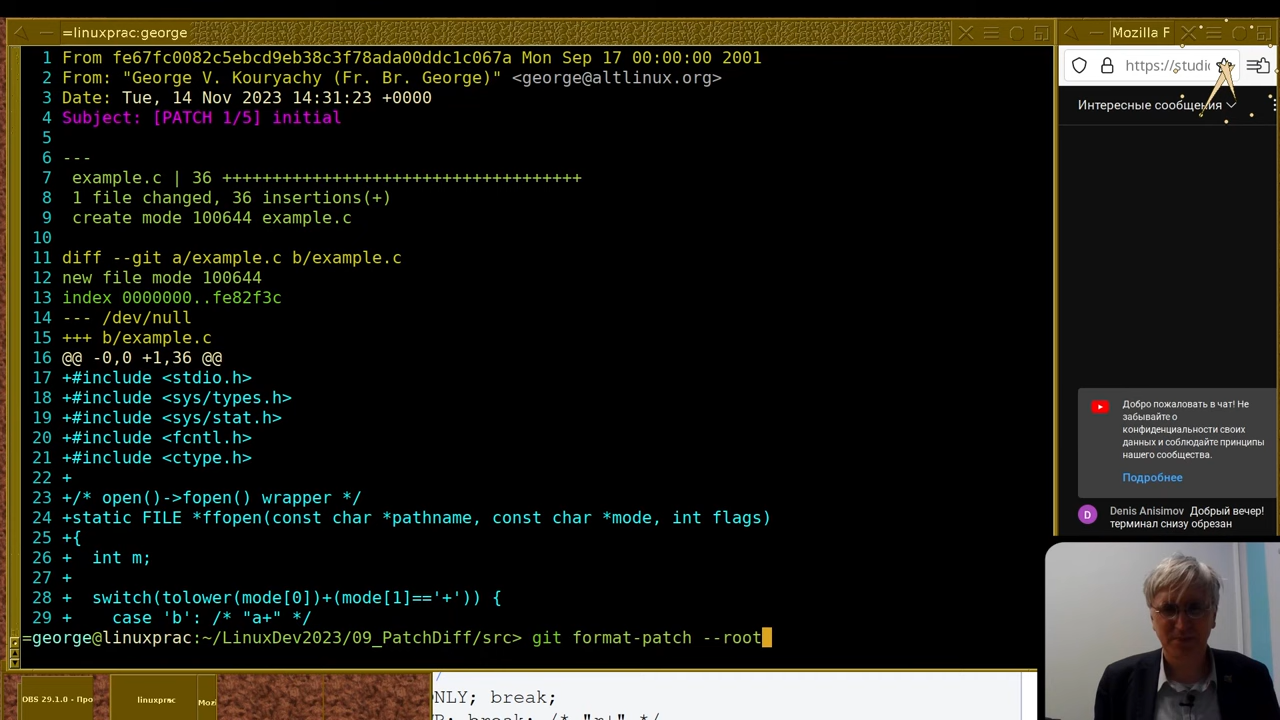 =linuxprac:george
1 From fe67fc0082c5ebcd9eb38c3f78ada00ddc1c067a Mon Sep 17 00:00:00 2001
2 From: "George V. Kouryachy (Fr. Br. George)" <george@altlinux.org>
3 Date: Tue, 14 Nov 2023 14:31:23 +0000
4 Subject: [PATCH 1/5] initial
5
6 ---
7 example.c | 36 ++++++++++++++++++++++++++++++++++++
8 1 file changed, 36 insertions(+)
9 create mode 100644 example.c
10
11 diff --git a/example.c b/example.c
12 new file mode 100644
13 index 0000000..fe82f3c
14 --- /dev/null
15 +++ b/example.c
16 @@ -0,0 +1,36 @@
17 +#include <stdio.h>
18 +#include <sys/types.h>
19 +#include <sys/stat.h>
20 +#include <fcntl.h>
21 +#include <ctype.h>
22 +
23 +/* open()->fopen() wrapper */
24 +static FILE *ffopen(const char *pathname, const char *mode, int flags)
25 +{
26 +  int m;
27 +
28 +  switch(tolower(mode[0])+(mode[1]=='+')) {
29 +    case 'b': /* "a+" */
=george@linuxprac:~/LinuxDev2023/09_PatchDiff/src> git format-patch --root
Mozilla F
https://studi
Интересные сообщения
Добро пожаловать в чат! Не
забывайте о
конфиденциальности своих
данных и соблюдайте принципы
нашего сообщества.
Подробнее
D
Denis Anisimov Добрый вечер!
терминал снизу обрезан
OBS 29.1.0 - Про
linuxprac
Moz
NLY; break;